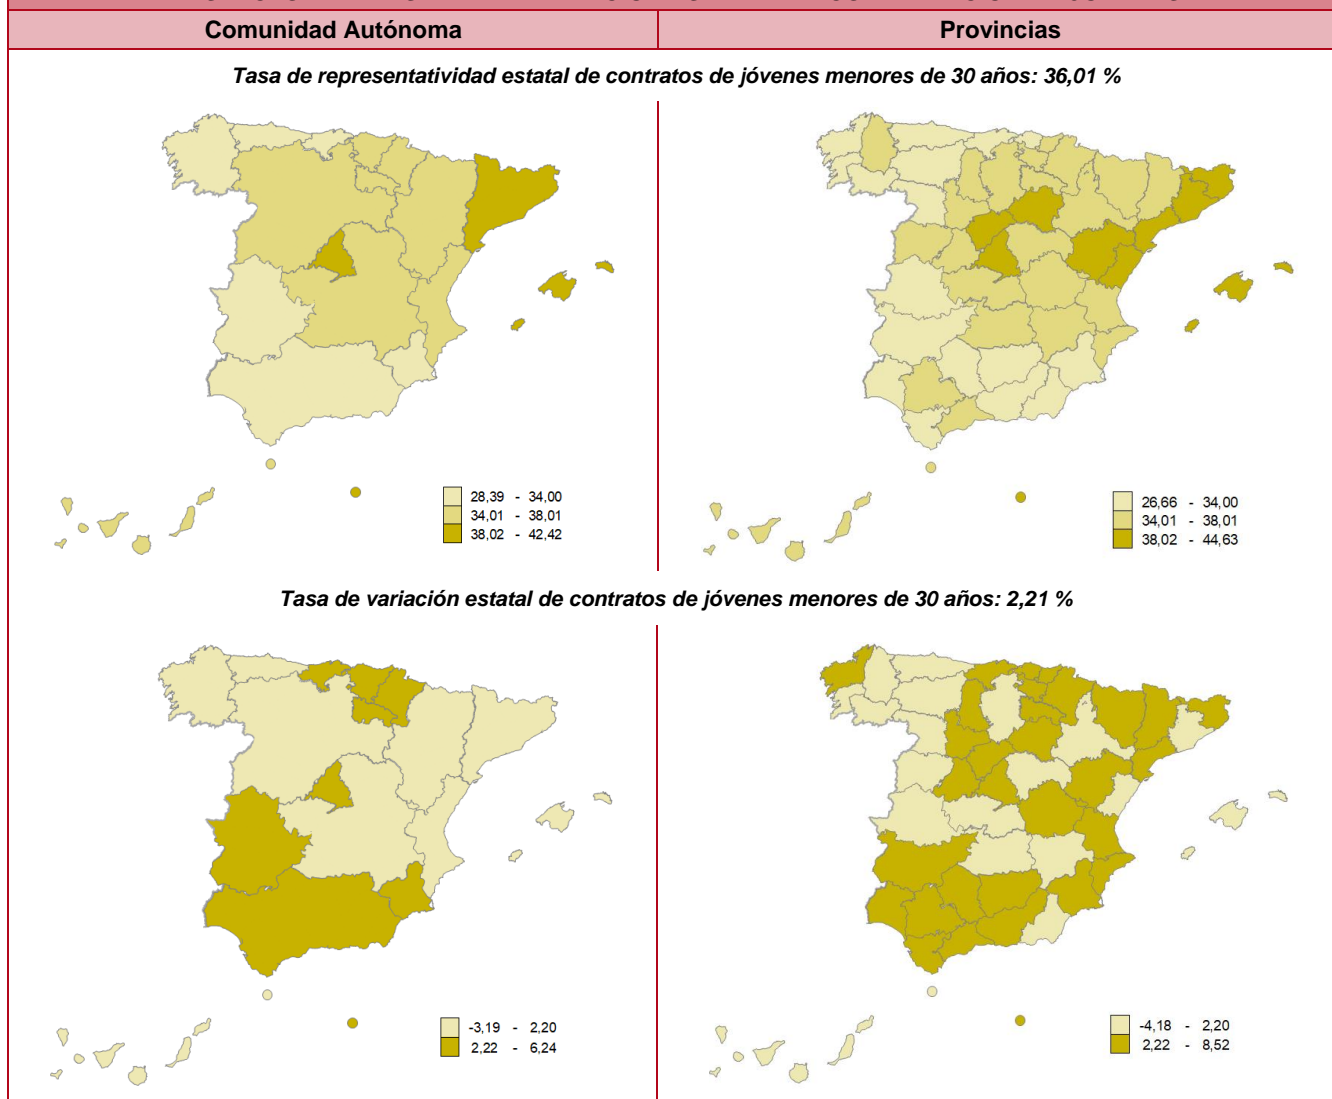 Comunidad Autónoma
Provincias
Tasa de representatividad estatal de contratos de jóvenes menores de 30 años: 36,01 %
28,39 - 34,00
34,01 - 38,01
38,02 - 42,42
26,66 - 34,00
34,01 - 38,01
38,02 - 44,63
Tasa de variación estatal de contratos de jóvenes menores de 30 años: 2,21 %
-3,19 - 2,20
2,22 - 6,24
-4,18 - 2,20
2,22 - 8,52